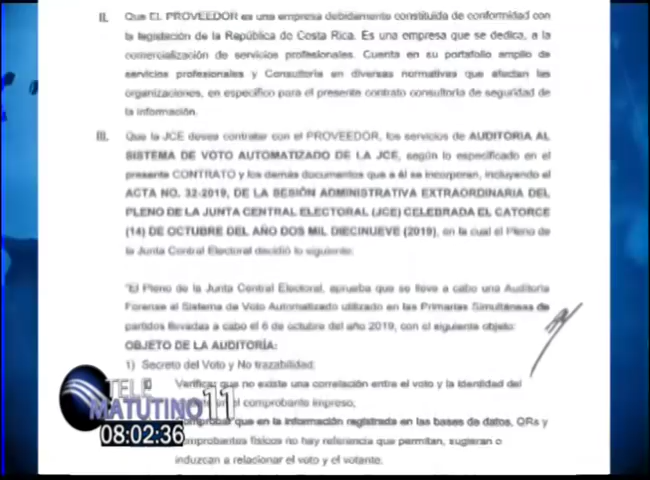 II. Que EL PROVEEDOR es una empresa debidamente constituida de conformidad con
la legislación de la República de Costa Rica. Es una empresa que se dedica, a la
comercialización de servicios profesionales. Cuenta en su portafolio amplio de
servicios profesionales y Consultoría en diversas normativas que afectan las
organizaciones, en específico para el presente contrato consultoría de seguridad de
la información.
III. Que la JCE desea contratar con el PROVEEDOR, los servicios de AUDITORIA AL
SISTEMA DE VOTO AUTOMATIZADO DE LA JCE, según lo especificado en el
presente CONTRATO y los demás documentos que a él se incorporen, incluyendo el
ACTA NO. 32-2019, DE LA SESIÓN ADMINISTRATIVA EXTRAORDINARIA DEL
PLENO DE LA JUNTA CENTRAL ELECTORAL (JCE) CELEBRADA EL CATORCE
(14) DE OCTUBRE DEL AÑO DOS MIL DIECINUEVE (2019), en la cual el Pleno de
la Junta Central Electoral decidió lo siguiente:
"El Pleno de la Junta Central Electoral, aprueba que se lleve a cabo una Auditoria
Forense al Sistema de Voto Automatizado utilizado en las Primarias Simultáneas de
partidos llevadas a cabo el 6 de octubre del año 2019, con el siguiente objeto:
OBJETO DE LA AUDITORÍA:
1) Secreto del Voto y No trazabilidad:
Verificar que no existe una correlación entre el voto y la identidad del
en el comprobante impreso;
comprobar que en la información registrada en las bases de datos, QRs y
comprobantes físicos no hay referencia que permitan, sugieran o
induzcan a relacionar el voto y el votante.
TELE
MATUTINO 11
08:02:36